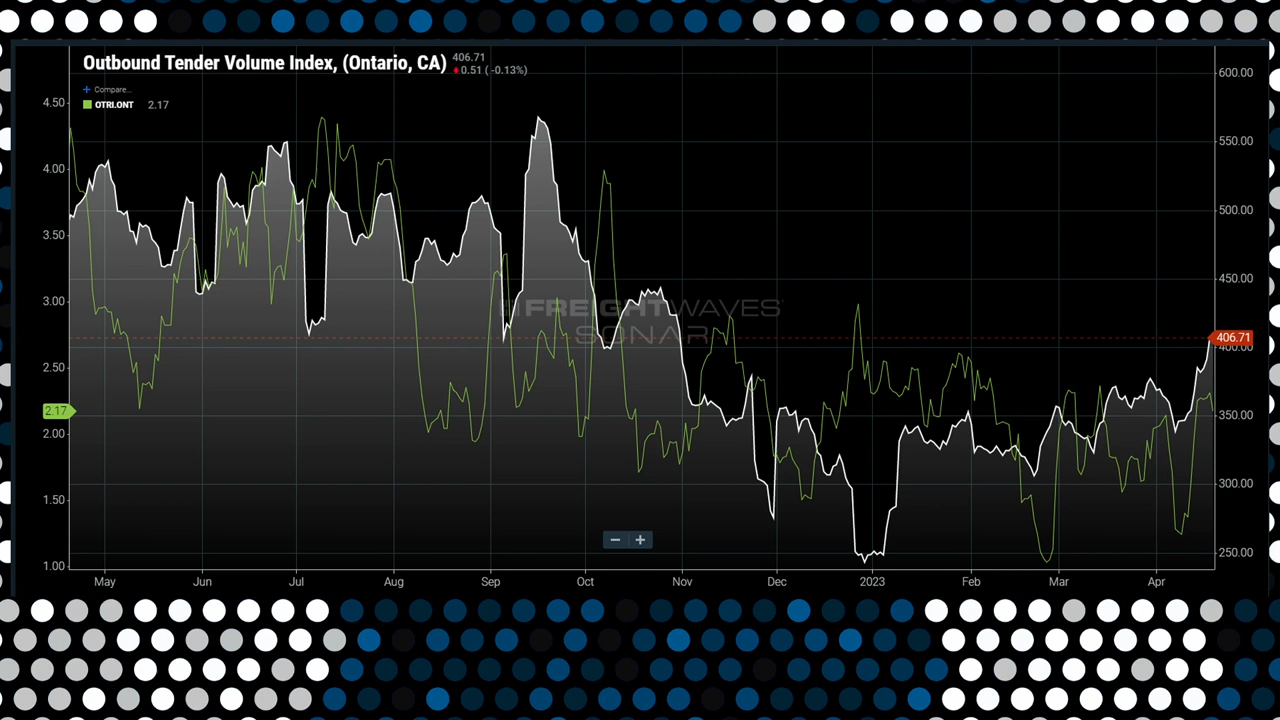 Outbound Tender Volume Index, (Ontario, CA) 406.71
0.51 ( -0.13%)
+ Compare...
OTRI.ONT 2.17
4.50
4.00
3.50
3.00
2.50
2.17
2.00
1.50
1.00
600.00
550.00
500.00
450.00
406.71
400.00
350.00
300.00
250.00
FREIGHTWAVES
SONAR
− +
May Jun Jul Aug Sep Oct Nov Dec 2023 Feb Mar Apr